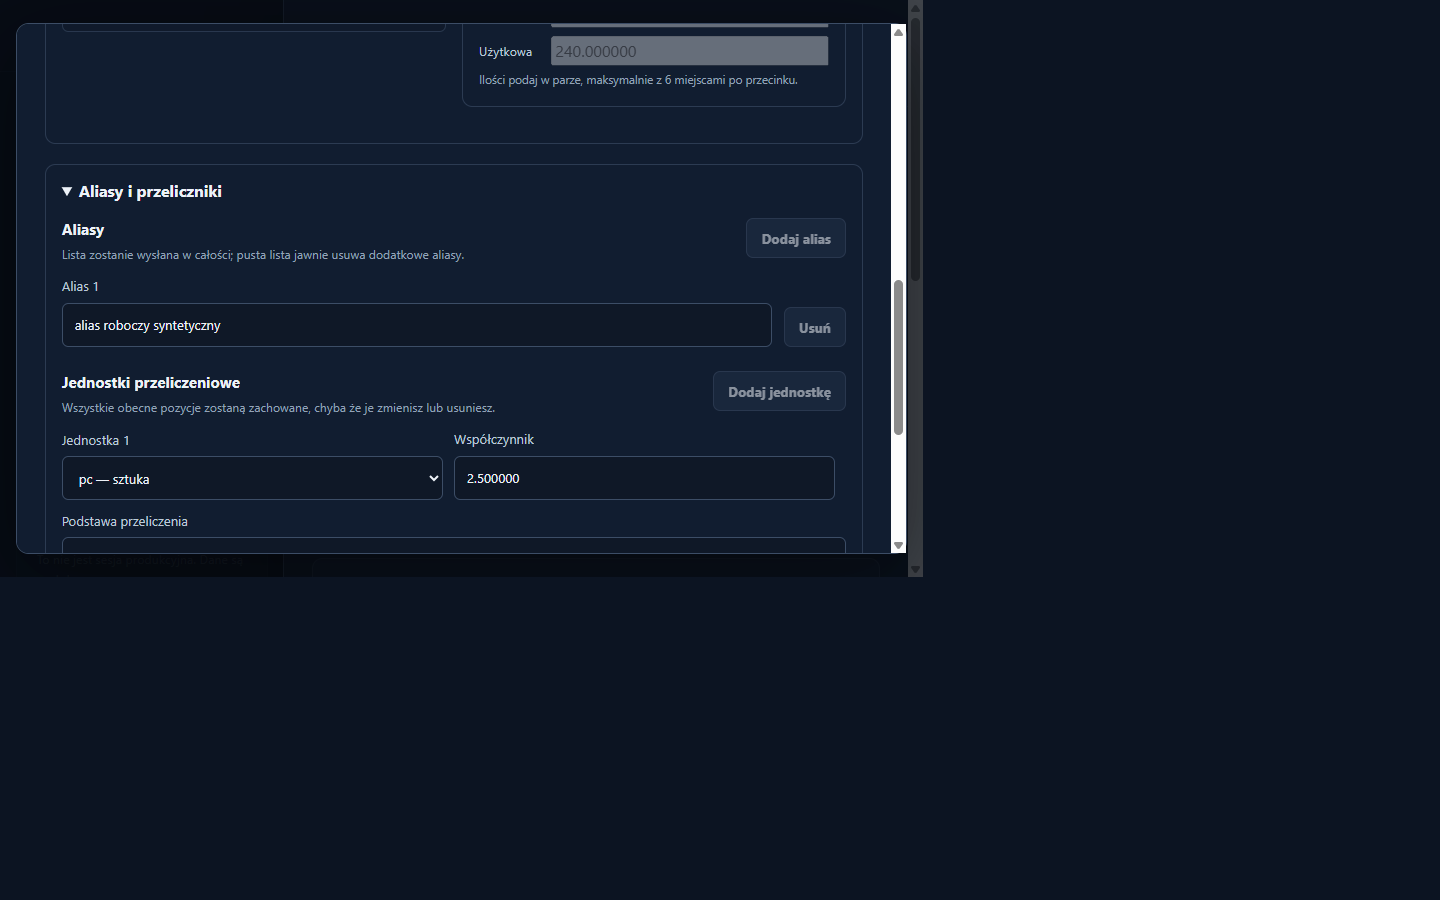 Użytkowa
240.000000
Ilości podaj w parze, maksymalnie z 6 miejscami po przecinku.
▼ Aliasy i przeliczniki
Aliasy
Dodaj alias
Lista zostanie wysłana w całości; pusta lista jawnie usuwa dodatkowe aliasy.
Alias 1
alias roboczy syntetyczny
Usuń
Jednostki przeliczeniowe
Dodaj jednostkę
Wszystkie obecne pozycje zostaną zachowane, chyba że je zmienisz lub usuniesz.
Jednostka 1
Współczynnik
pc — sztuka
2.500000
Podstawa przeliczenia